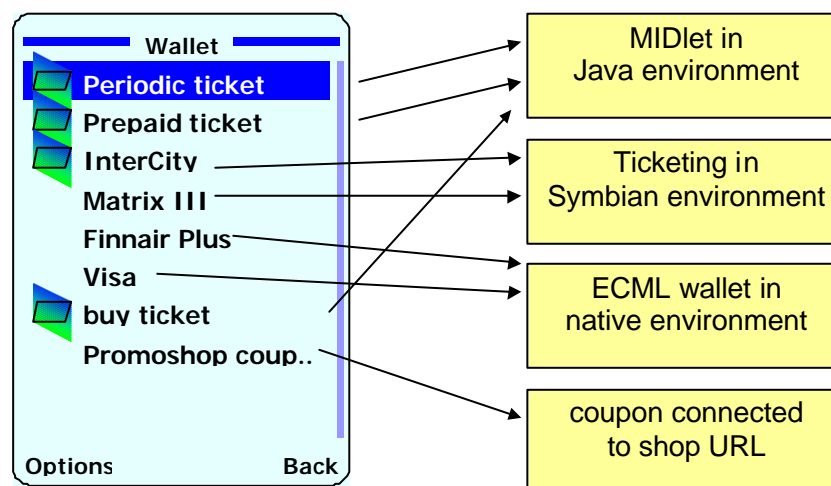 Wallet
Periodic ticket
Prepaid ticket
InterCity
Matrix III
Finnair Plus
Visa
buy ticket
Promoshop coup..
Options
Back
MIDlet in
Java environment
Ticketing in
Symbian environment
ECML wallet in
native environment
coupon connected
to shop URL